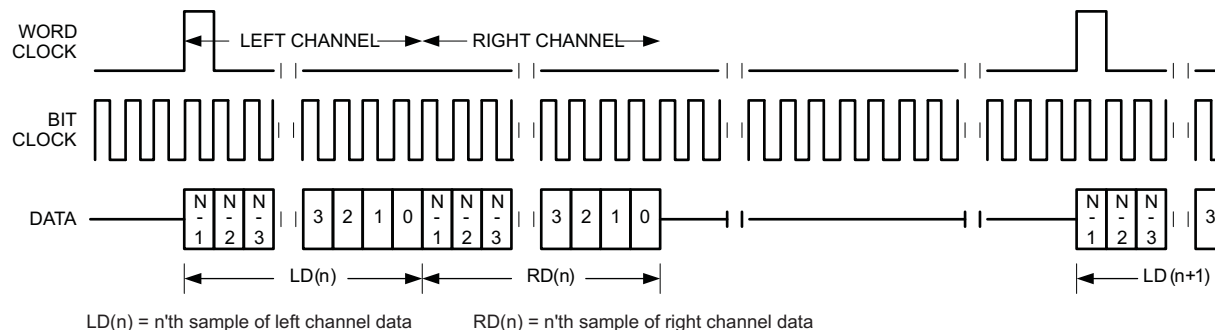 WORD
CLOCK
LEFT CHANNEL
RIGHT CHANNEL
BIT
CLOCK
DATA
N-1 N-2 N-3 3 2 1 0 N-1 N-2 N-3 3 2 1 0 N-1 N-2 N-3 3
LD(n) RD(n) LD (n+1)
LD(n) = n'th sample of left channel data RD(n) = n'th sample of right channel data